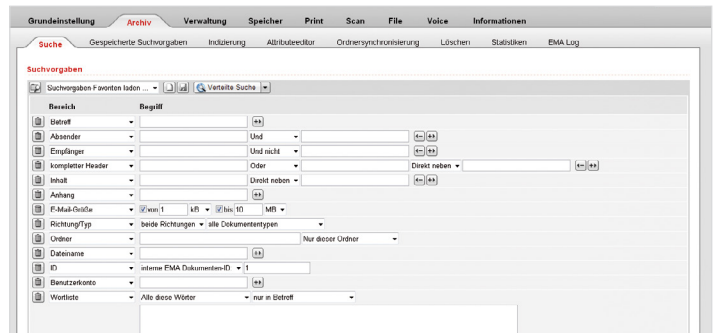 Grundeinstellung Archiv Verwaltung Speicher Print Scan File Voice Informationen
Suche Gespeicherte Suchvorgaben Indizierung Attributeeditor Ordnersynchronisierung Löschen Statistiken EMA Log
Suchvorgaben
Suchvorgaben Favoriten laden ... Verteilte Suche
Bereich Begriff
Betreff
Absender Und
Empfänger Und nicht
kompletter Header Oder Direkt neben
Inhalt Direkt neben
Anhang
E-Mail-Größe von 1 kB bis 10 MB
Richtung/Typ beide Richtungen alle Dokumententypen
Ordner Nur dieser Ordner
Dateiname
ID interne EMA Dokumenten-ID 1
Benutzerkonto
Wortliste Alle diese Wörter nur in Betreff